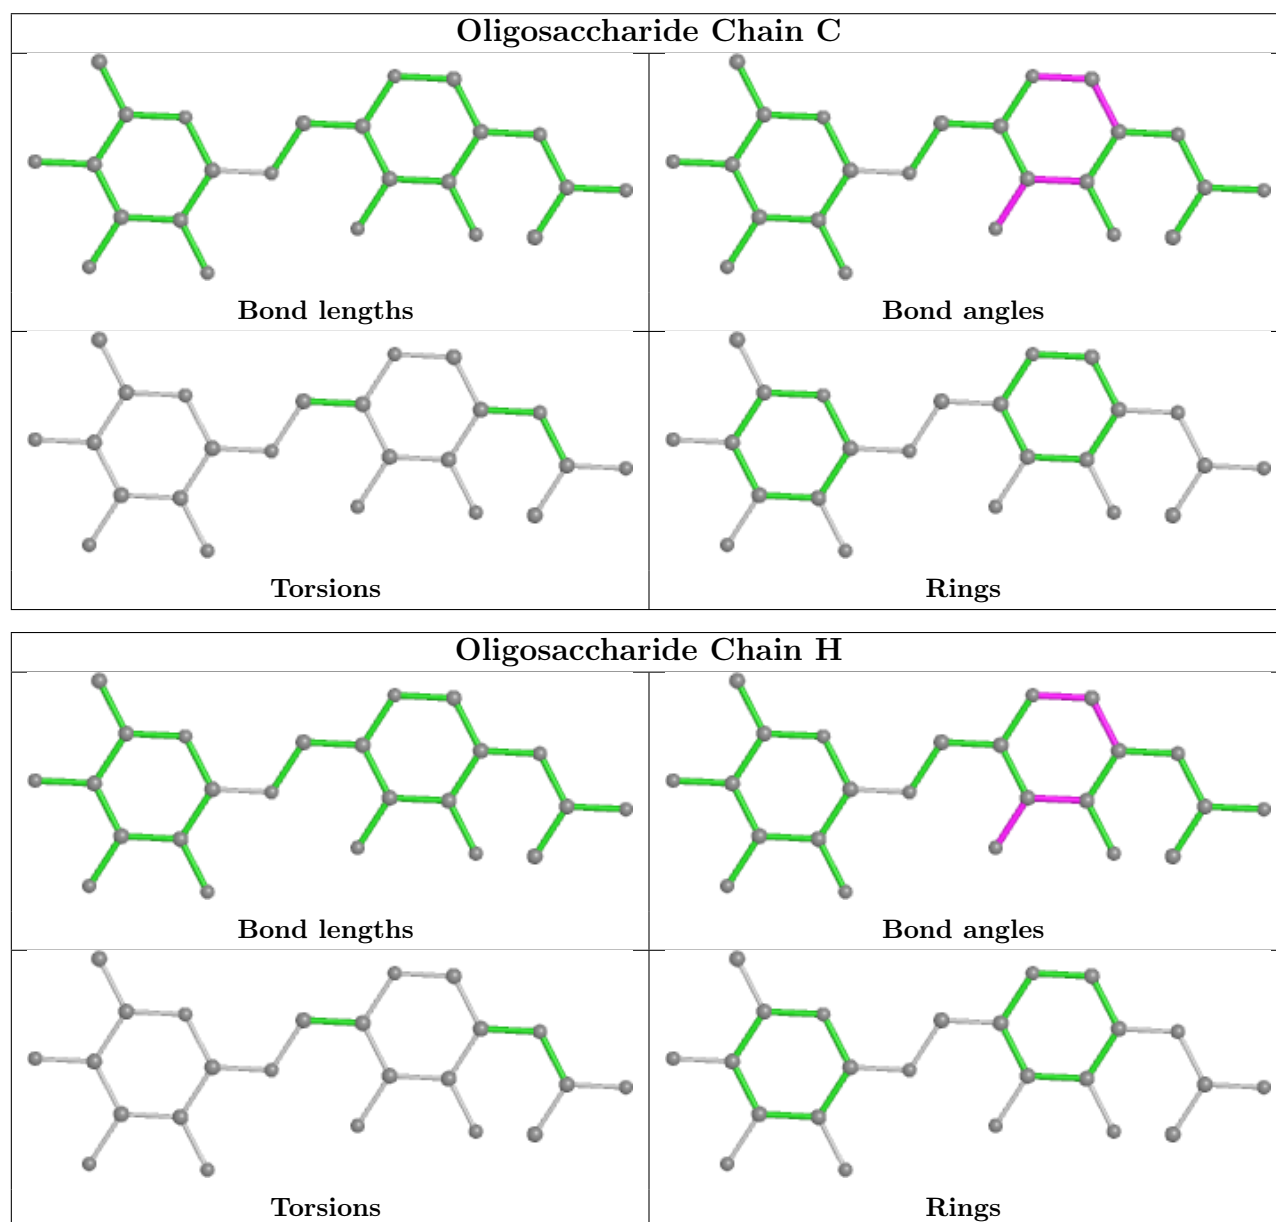 Oligosaccharide Chain C
Bond lengths
Bond angles
Torsions
Rings
Oligosaccharide Chain H
Bond lengths
Bond angles
Torsions
Rings